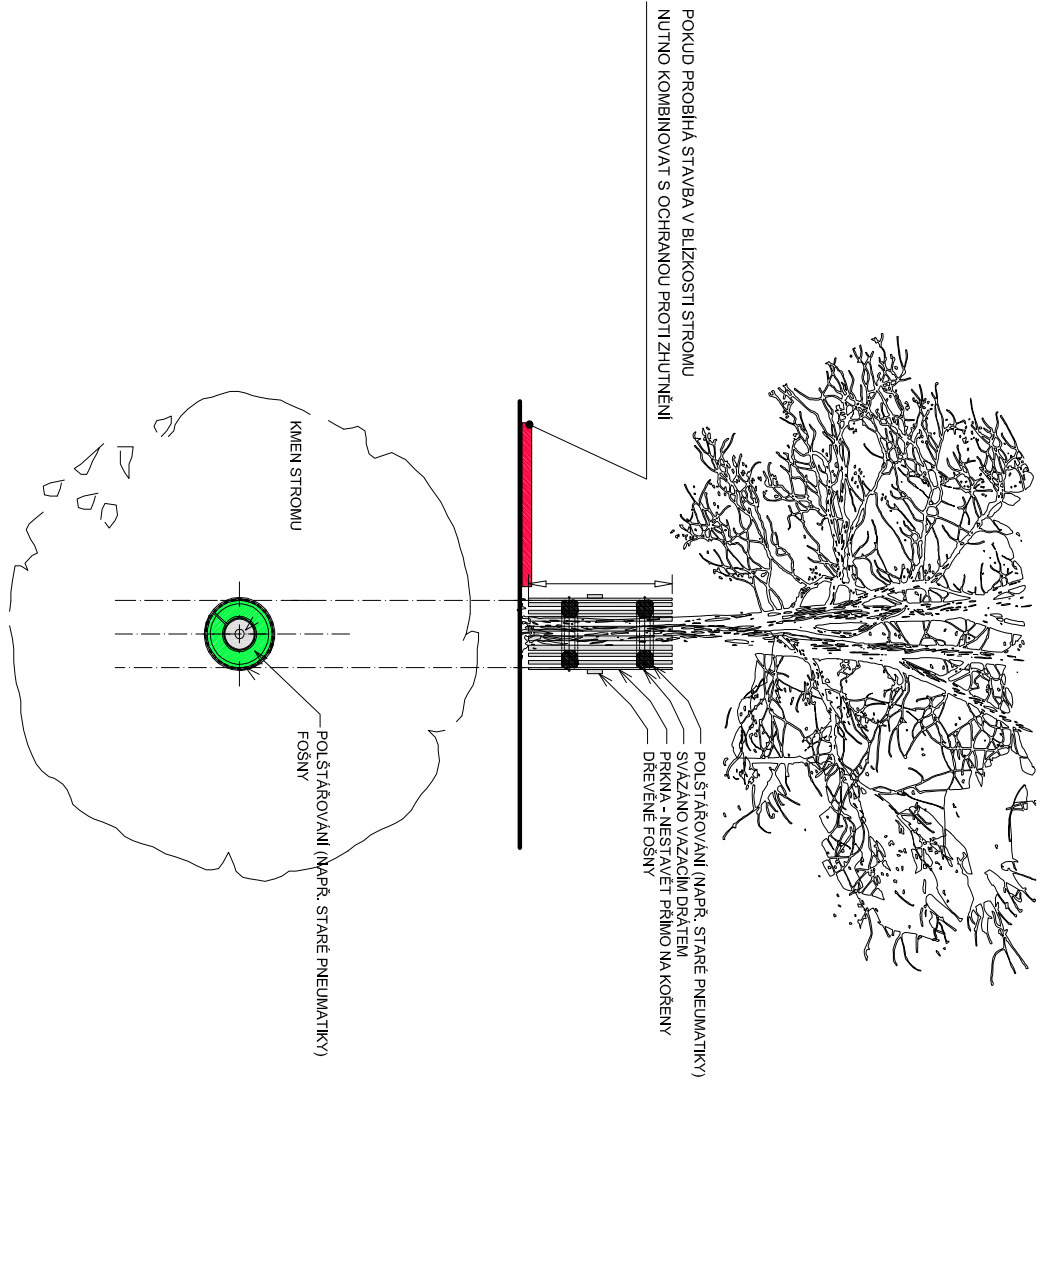 POKUD PROBÍHÁ STAVBA V BLÍZKOSTI STROMU
NUTNO KOMBINOVAT S OCHRANOU PROTI ZHUTNĚNÍ
POLŠTÁŘOVÁNÍ (NAPŘ. STARÉ PNEUMATIKY)
SVÁZÁNO VAZACÍM DRÁTEM
PRKNA - NESTAVĚT PŘÍMO NA KOŘENY
DŘEVĚNÉ FOŠNY
KMEN STROMU
POLŠTÁŘOVÁNÍ (NAPŘ. STARÉ PNEUMATIKY)
FOŠNY